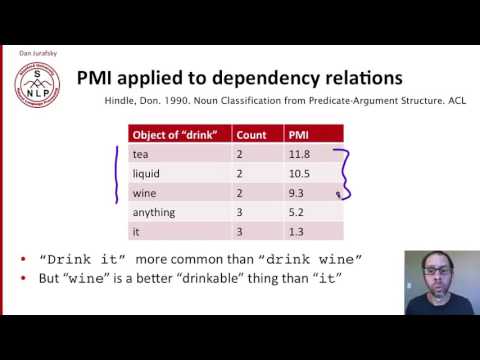 Dan Jurafsky
S
NLP
PMI applied to dependency relations
Hindle, Don. 1990. Noun Classification from Predicate-Argument Structure. ACL
Object of "drink" Count PMI
tea 2 11.8
liquid 2 10.5
wine 2 9.3
anything 3 5.2
it 3 1.3
• "Drink it" more common than "drink wine"
• But "wine" is a better "drinkable" thing than "it"